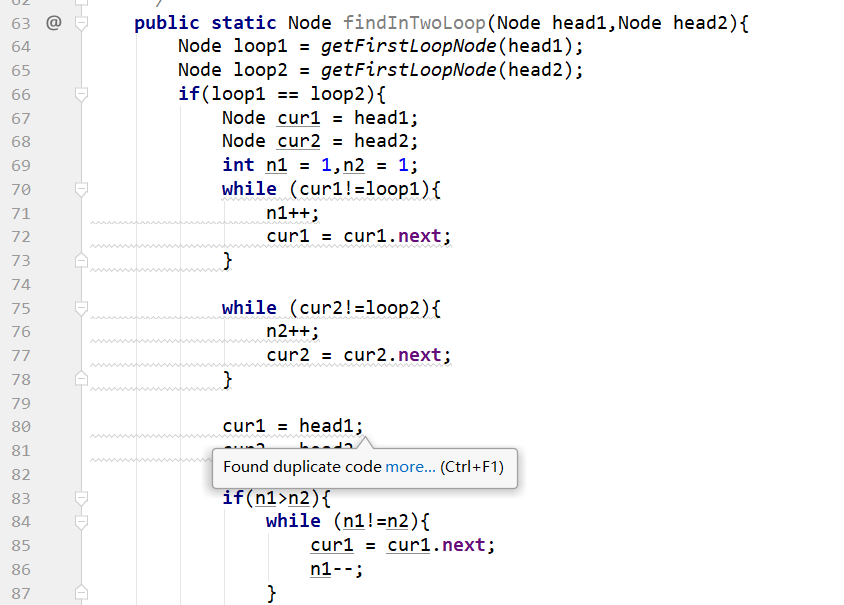 62 */
63 @ public static Node findInTwoLoop(Node head1,Node head2){
64 Node loop1 = getFirstLoopNode(head1);
65 Node loop2 = getFirstLoopNode(head2);
66 if(loop1 == loop2){
67 Node cur1 = head1;
68 Node cur2 = head2;
69 int n1 = 1,n2 = 1;
70 while (cur1!=loop1){
71 n1++;
72 cur1 = cur1.next;
73 }
74
75 while (cur2!=loop2){
76 n2++;
77 cur2 = cur2.next;
78 }
79
80 cur1 = head1;
81
Found duplicate code more... (Ctrl+F1)
82
83 if(n1>n2){
84 while (n1!=n2){
85 cur1 = cur1.next;
86 n1--;
87 }